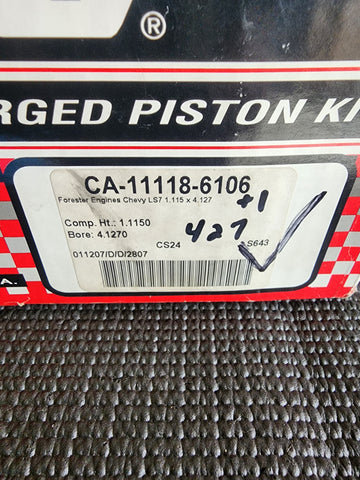 ®
RGED PISTON KI
CA-11118-6106
Forester Engines Chevy LS7 1.115 x 4.127
+1
Comp. Ht.: 1.1150
427
Bore: 4.1270
CS24 S643
011207/D/D/2807
A.